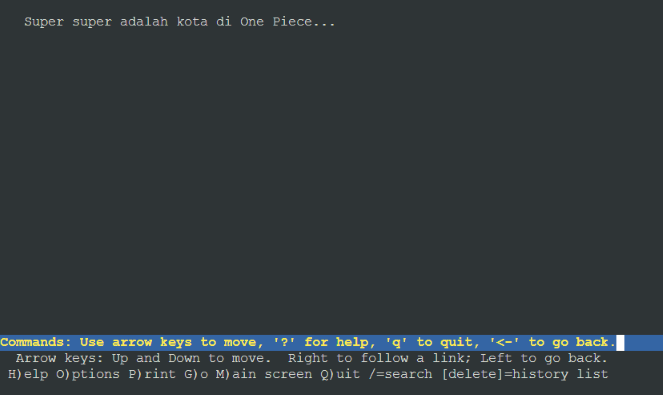 Super super adalah kota di One Piece...
Commands: Use arrow keys to move, '?' for help, 'q' to quit, '<-' to go back.
Arrow keys: Up and Down to move.  Right to follow a link; Left to go back.
H)elp O)ptions P)rint G)o M)ain screen Q)uit /=search [delete]=history list